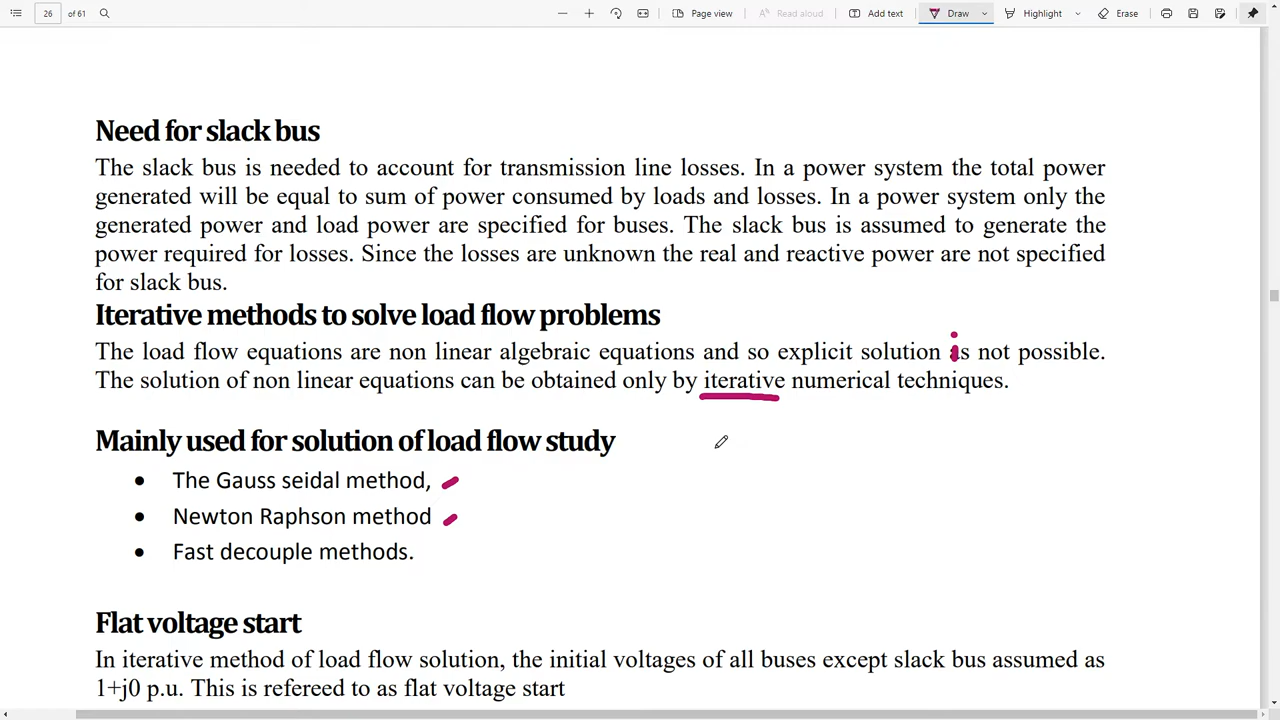 26 of 61 Page view Read aloud Add text Draw Highlight Erase
Need for slack bus
The slack bus is needed to account for transmission line losses. In a power system the total power
generated will be equal to sum of power consumed by loads and losses. In a power system only the
generated power and load power are specified for buses. The slack bus is assumed to generate the
power required for losses. Since the losses are unknown the real and reactive power are not specified
for slack bus.
Iterative methods to solve load flow problems
The load flow equations are non linear algebraic equations and so explicit solution is not possible.
The solution of non linear equations can be obtained only by iterative numerical techniques.
Mainly used for solution of load flow study
• The Gauss seidal method,
• Newton Raphson method
• Fast decouple methods.
Flat voltage start
In iterative method of load flow solution, the initial voltages of all buses except slack bus assumed as
1+j0 p.u. This is refereed to as flat voltage start